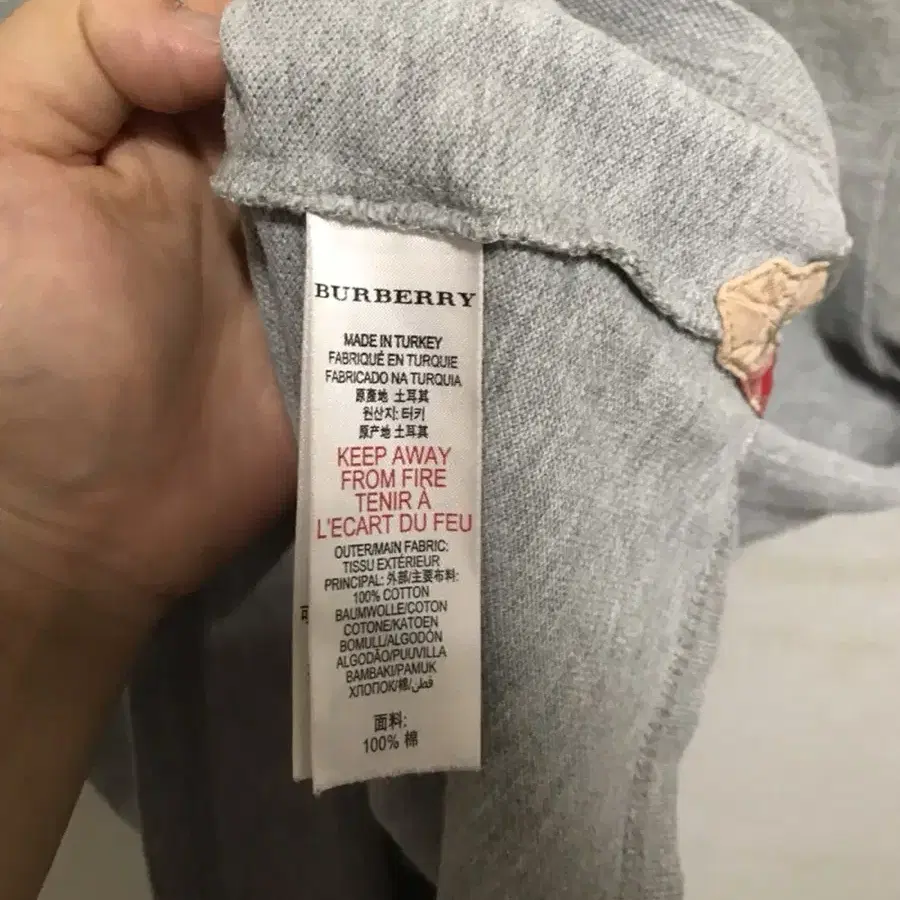 BURBERRY
MADE IN TURKEY
FABRIQUÉ EN TURQUIE
FABRICADO NA TURQUIA
原產地 土耳其
원산지: 터키
原产地 土耳其
KEEP AWAY
FROM FIRE
TENIR À
L'ECART DU FEU
OUTER/MAIN FABRIC:
TISSU EXTÉRIEUR
PRINCIPAL: 外部/主要布料:
100% COTTON
BAUMWOLLE/COTON
COTONE/KATOEN
BOMULL/ALGODÓN
ALGODÃO/PUUVILLA
BAMBAKI/PAMUK
ХЛОПОК/棉/قطن
面料:
100% 棉